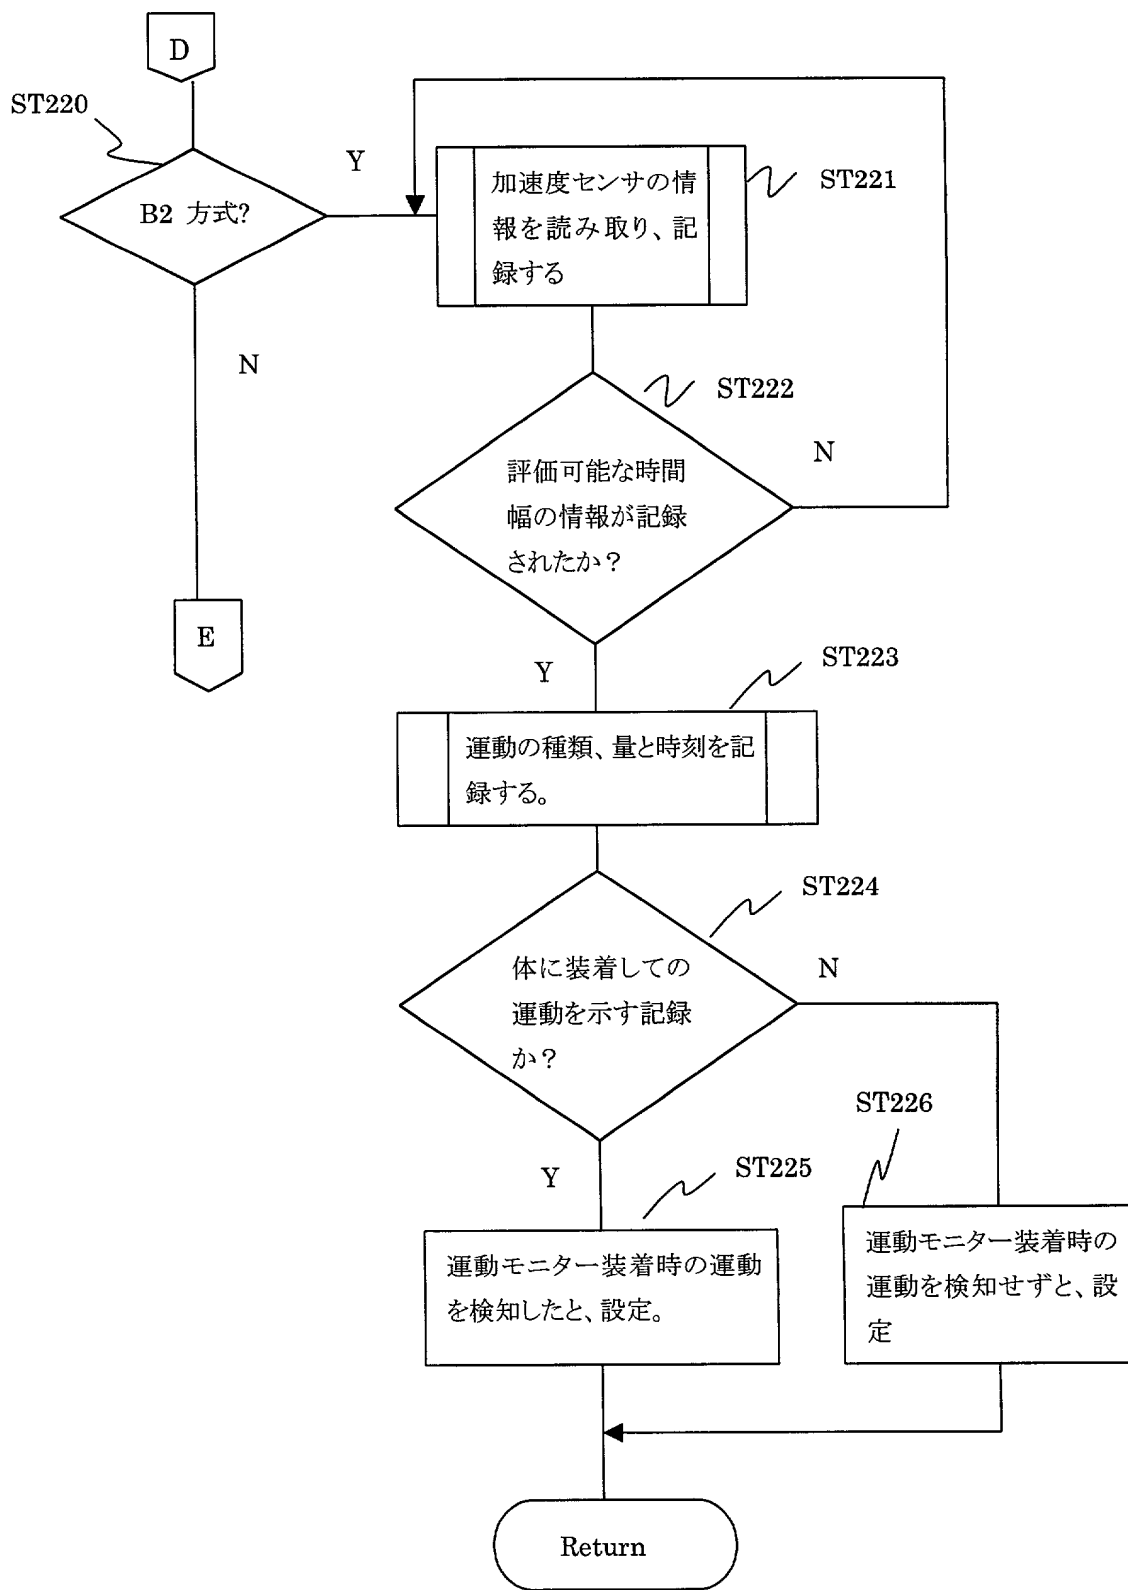 D
ST220
B2 方式?
Y
N
E
加速度センサの情
報を読み取り、記
録する
ST221
ST222
評価可能な時間
幅の情報が記録
されたか？
N
Y
ST223
運動の種類、量と時刻を記
録する。
ST224
体に装着しての
運動を示す記録
か？
N
Y
ST225
運動モニター装着時の運動
を検知したと、設定。
ST226
運動モニター装着時の
運動を検知せずと、設
定
Return